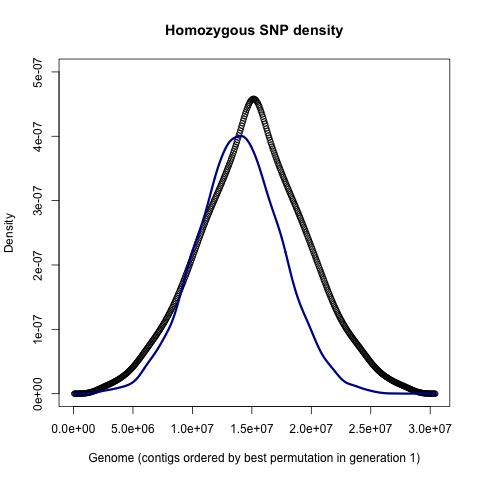 Homozygous SNP density
5e-07
4e-07
3e-07
2e-07
1e-07
0e+00
Density
0.0e+00 5.0e+06 1.0e+07 1.5e+07 2.0e+07 2.5e+07 3.0e+07
Genome (contigs ordered by best permutation in generation 1)